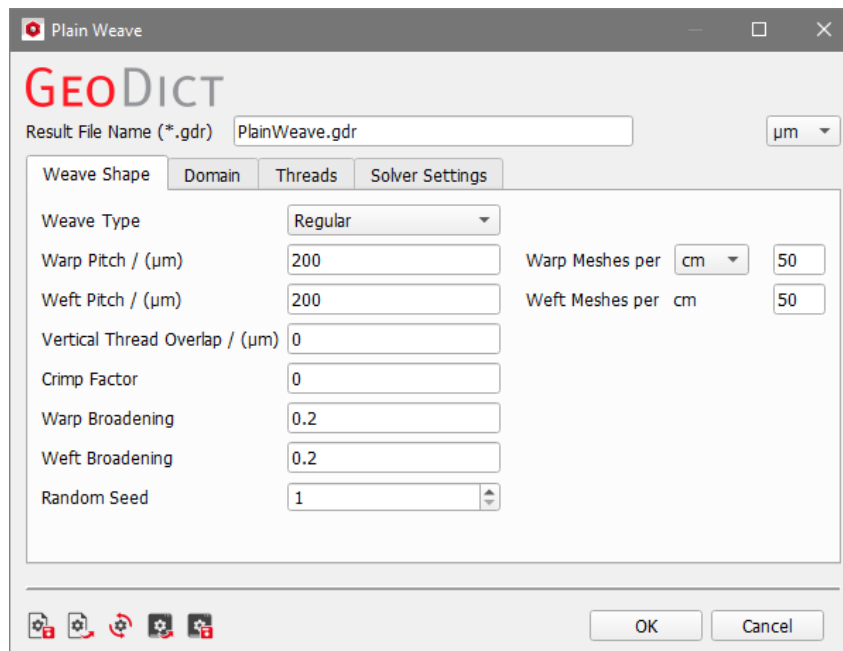 Plain Weave
GEODICT
Result File Name (*.gdr) PlainWeave.gdr µm
Weave Shape Domain Threads Solver Settings
Weave Type Regular
Warp Pitch / (µm) 200 Warp Meshes per cm 50
Weft Pitch / (µm) 200 Weft Meshes per cm 50
Vertical Thread Overlap / (µm) 0
Crimp Factor 0
Warp Broadening 0.2
Weft Broadening 0.2
Random Seed 1
OK Cancel